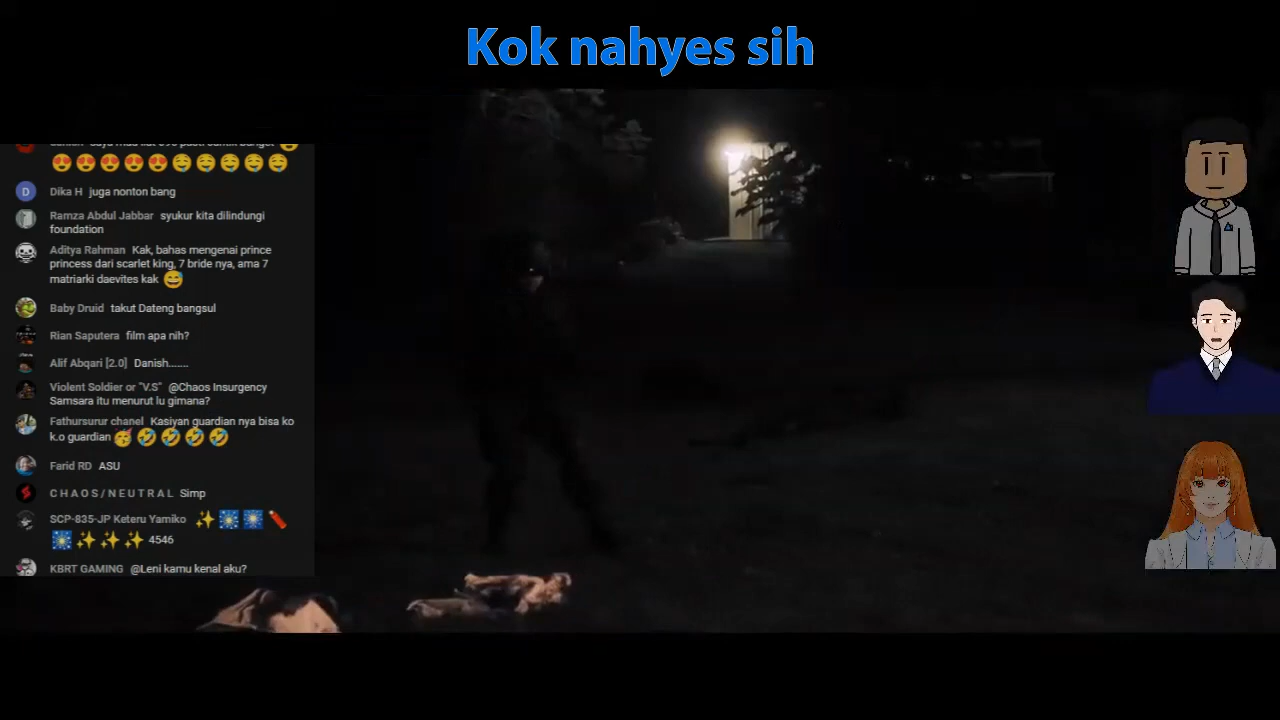 Kok nahyes sih
Dika H juga nonton bang
Ramza Abdul Jabbar syukur kita dilindungi
foundation
Aditya Rahman Kak, bahas mengenai prince
princess dari scarlet king, 7 bride nya, ama 7
matriarki daevites kak 😅
Baby Druid takut Dateng bangsul
Rian Saputera film apa nih?
Alif Abqari [2.0] Danish.......
Violent Soldier or "V.S" @Chaos Insurgency
Samsara itu menurut lu gimana?
Fathursurur chanel Kasiyan guardian nya bisa ko
k.o guardian 🥳🤣🤣🤣🤣
Farid RD ASU
C H A O S / N E U T R A L Simp
SCP-835-JP Keteru Yamiko ✨🎆🎆🧨
🎆✨✨✨ 4546
KBRT GAMING @Leni kamu kenal aku?